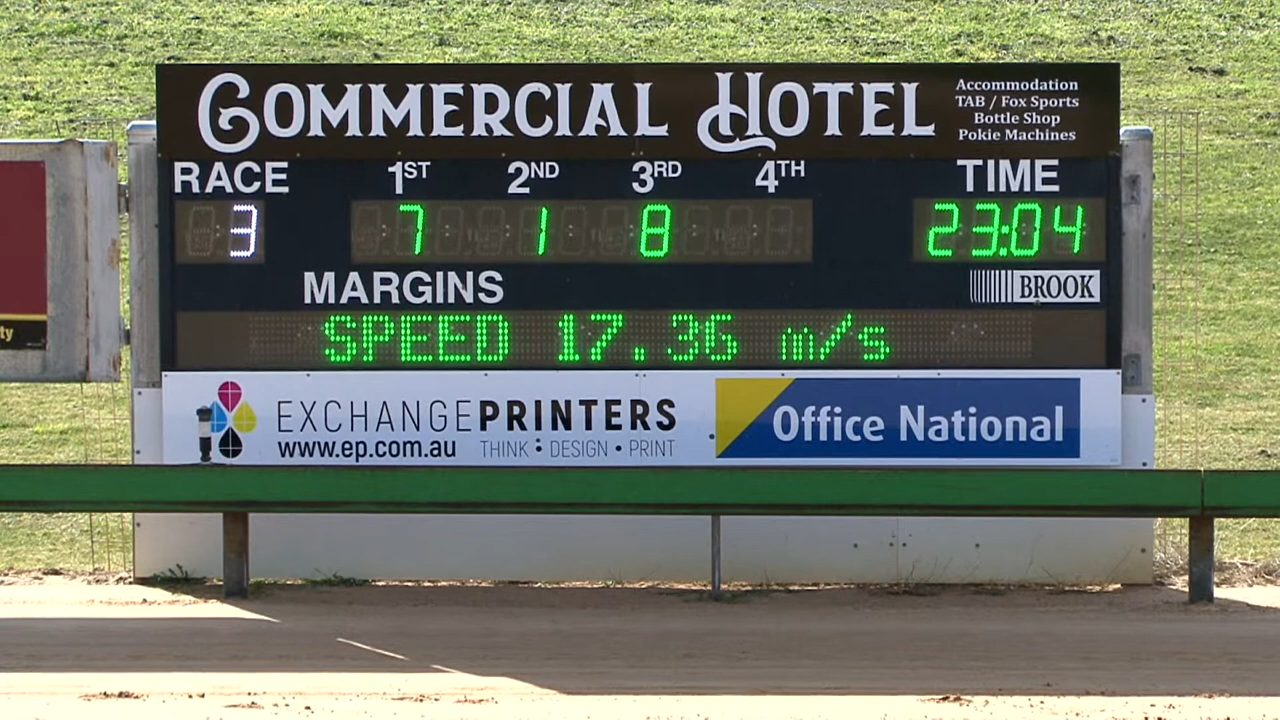 COMMERCIAL HOTEL
Accommodation
TAB / Fox Sports
Bottle Shop
Pokie Machines
RACE 1ST 2ND 3RD 4TH TIME
3 7 1 8 23:04
MARGINS
BROOK
SPEED 17.36 m/s
ty
EXCHANGEPRINTERS
www.ep.com.au THINK : DESIGN • PRINT
Office National